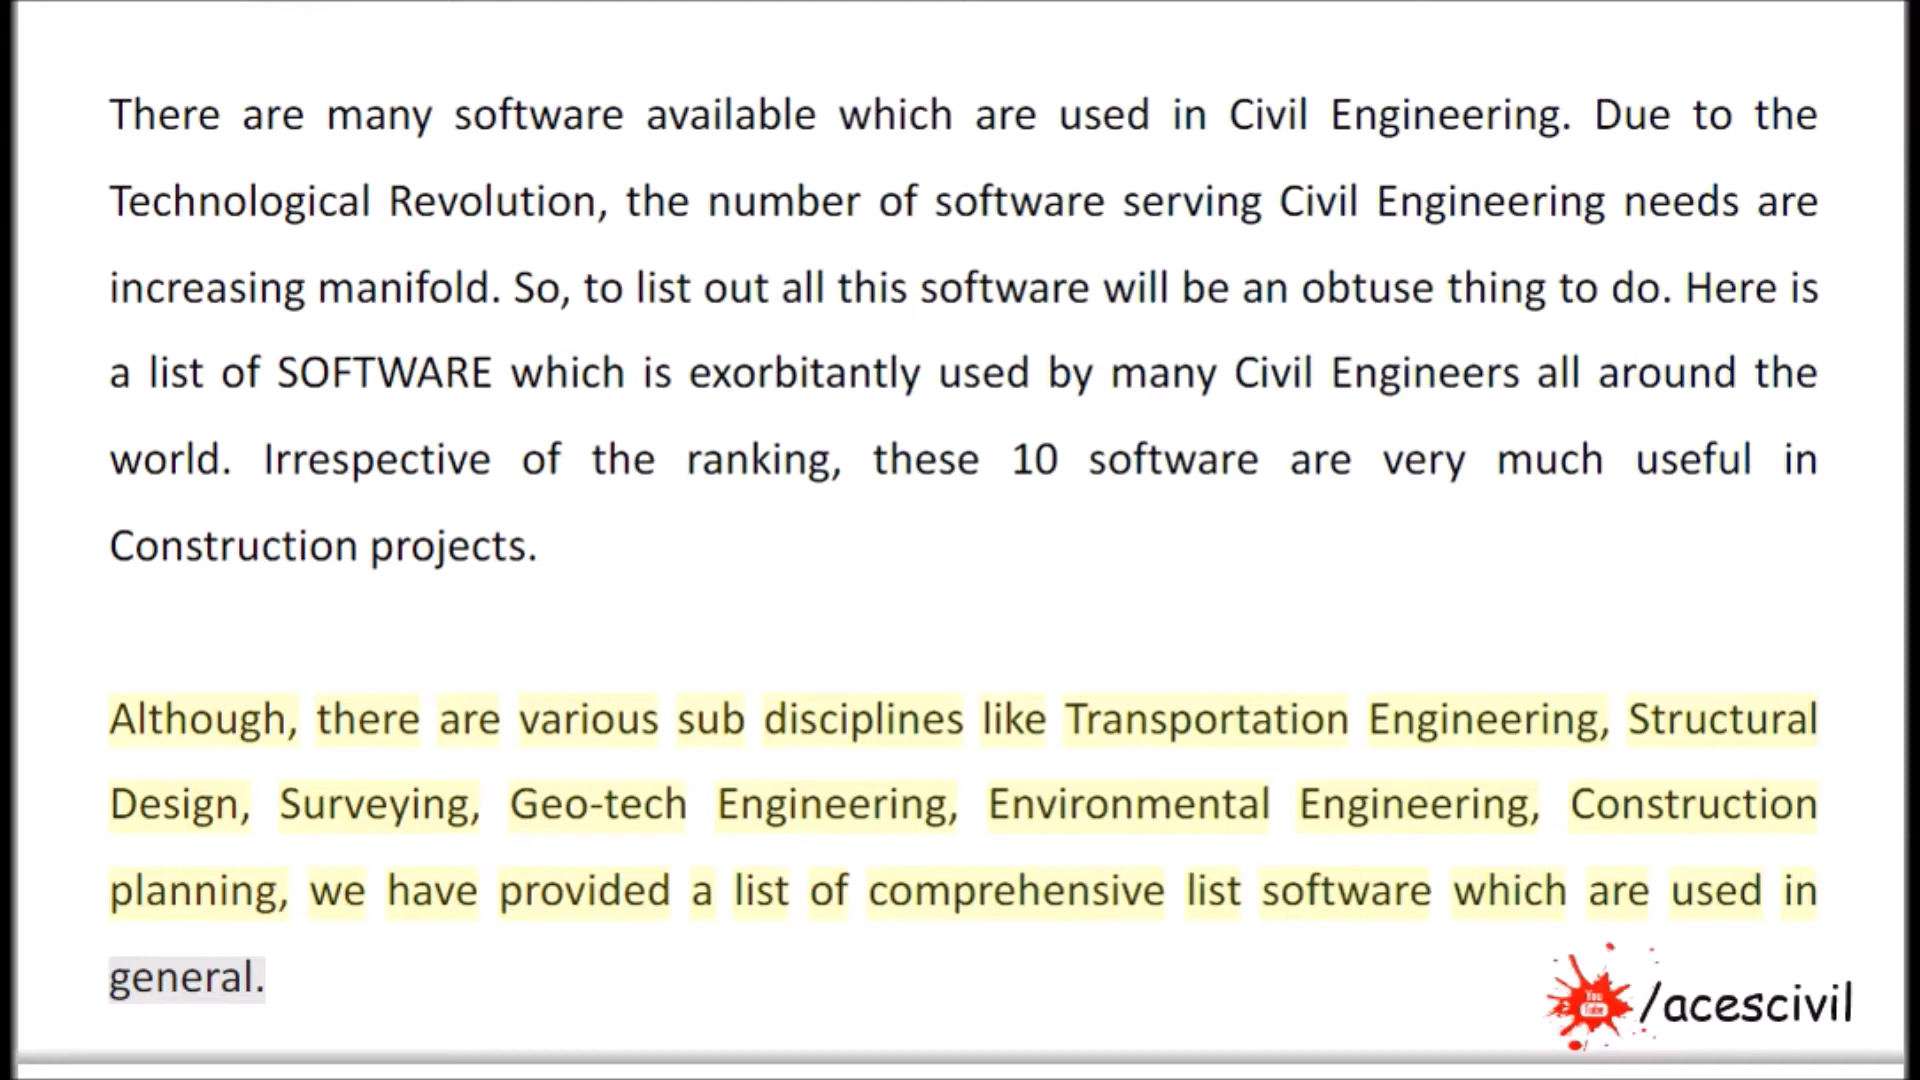 There are many software available which are used in Civil Engineering. Due to the
Technological Revolution, the number of software serving Civil Engineering needs are
increasing manifold. So, to list out all this software will be an obtuse thing to do. Here is
a list of SOFTWARE which is exorbitantly used by many Civil Engineers all around the
world. Irrespective of the ranking, these 10 software are very much useful in
Construction projects.
Although, there are various sub disciplines like Transportation Engineering, Structural
Design, Surveying, Geo-tech Engineering, Environmental Engineering, Construction
planning, we have provided a list of comprehensive list software which are used in
general.
You
Tube
/acescivil